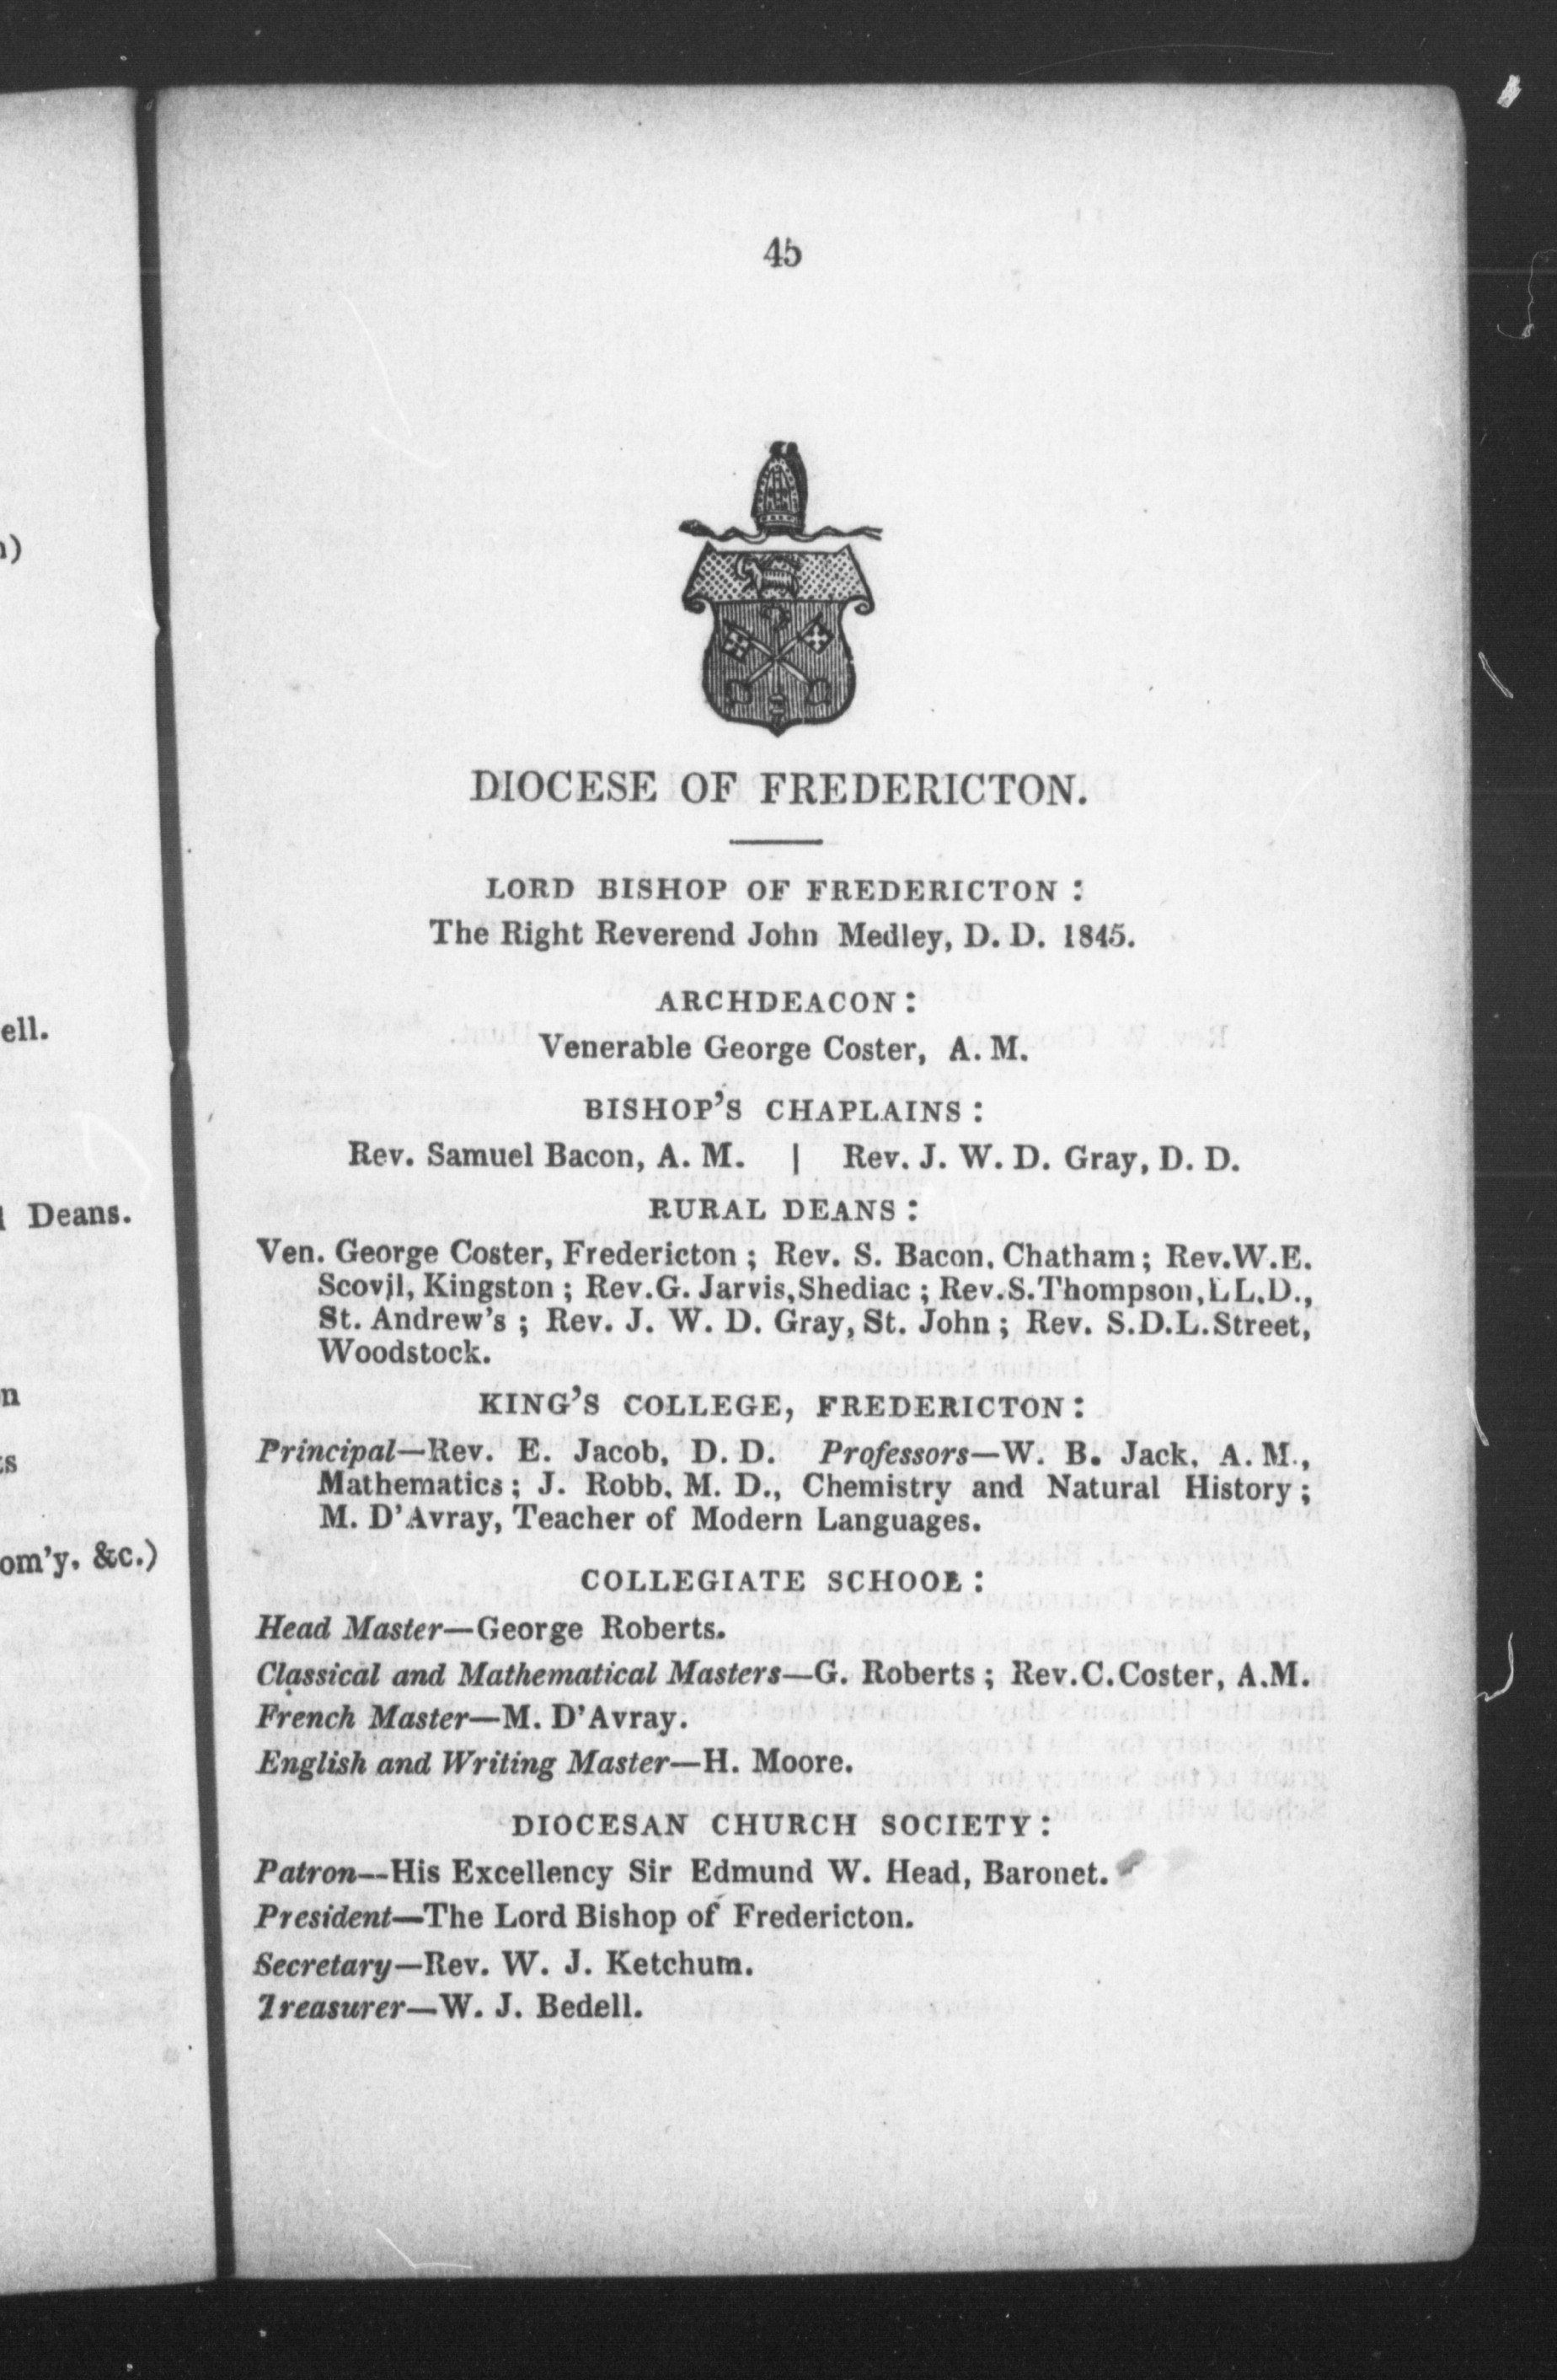 45
DIOCESE OF FREDERICTON.
LORD BISHOP OF FREDERICTON :
The Right Reverend John Medley, D. D. 1845.
ARCHDEACON :
Venerable George Coster, A. M.
BISHOP'S CHAPLAINS :
Rev. Samuel Bacon, A. M. | Rev. J. W. D. Gray, D. D.
RURAL DEANS :
Ven. George Coster, Fredericton ; Rev. S. Bacon, Chatham ; Rev. W. E.
Scovil, Kingston ; Rev. G. Jarvis, Shediac ; Rev. S. Thompson, LL.D.,
St. Andrew's ; Rev. J. W. D. Gray, St. John ; Rev. S.D.L. Street,
Woodstock.
KING'S COLLEGE, FREDERICTON :
Principal—Rev. E. Jacob, D. D. Professors—W. B. Jack, A. M.,
Mathematics ; J. Robb, M. D., Chemistry and Natural History ;
M. D'Avray, Teacher of Modern Languages.
COLLEGIATE SCHOOL :
Head Master—George Roberts.
Classical and Mathematical Masters—G. Roberts ; Rev. C. Coster, A.M.
French Master—M. D'Avray.
English and Writing Master—H. Moore.
DIOCESAN CHURCH SOCIETY :
Patron—His Excellency Sir Edmund W. Head, Baronet.
President—The Lord Bishop of Fredericton.
Secretary—Rev. W. J. Ketchum.
Treasurer—W. J. Bedell.
ell.
Deans.
om'y, &c.)